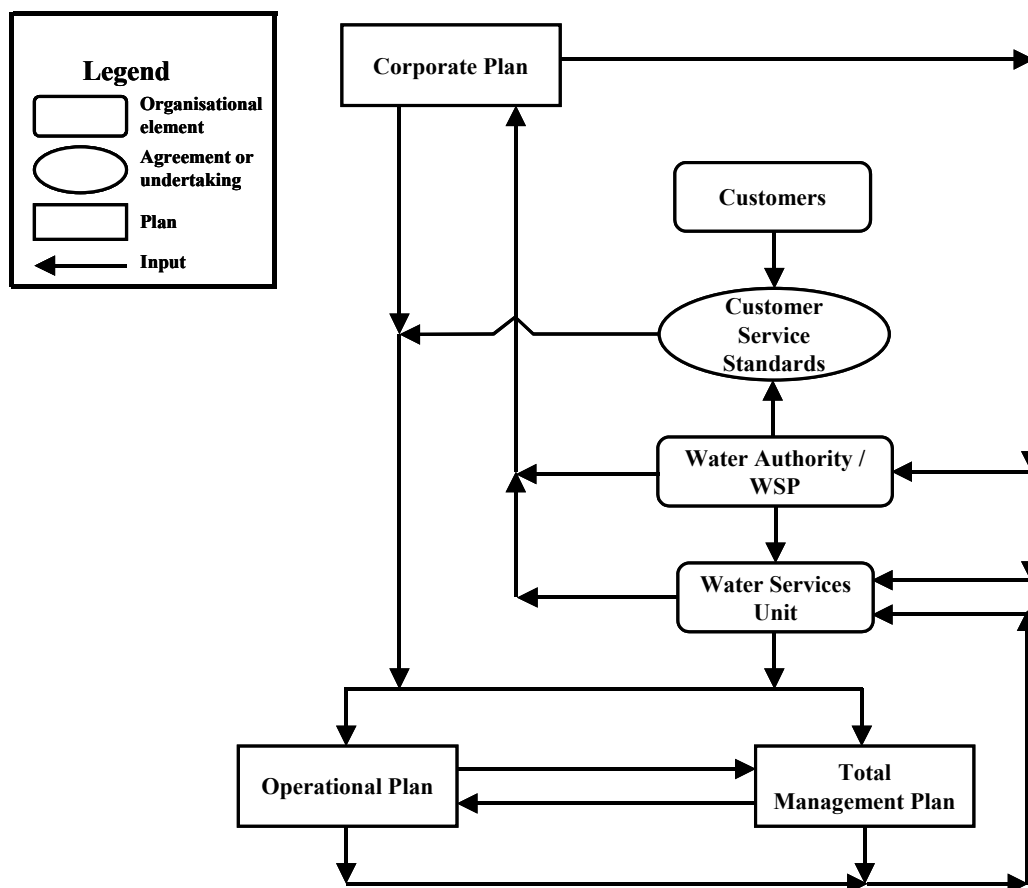 Legend
Organisational
element
Agreement or
undertaking
Plan
Input
Corporate Plan
Customers
Customer
Service
Standards
Water Authority /
WSP
Water Services
Unit
Operational Plan
Total
Management Plan